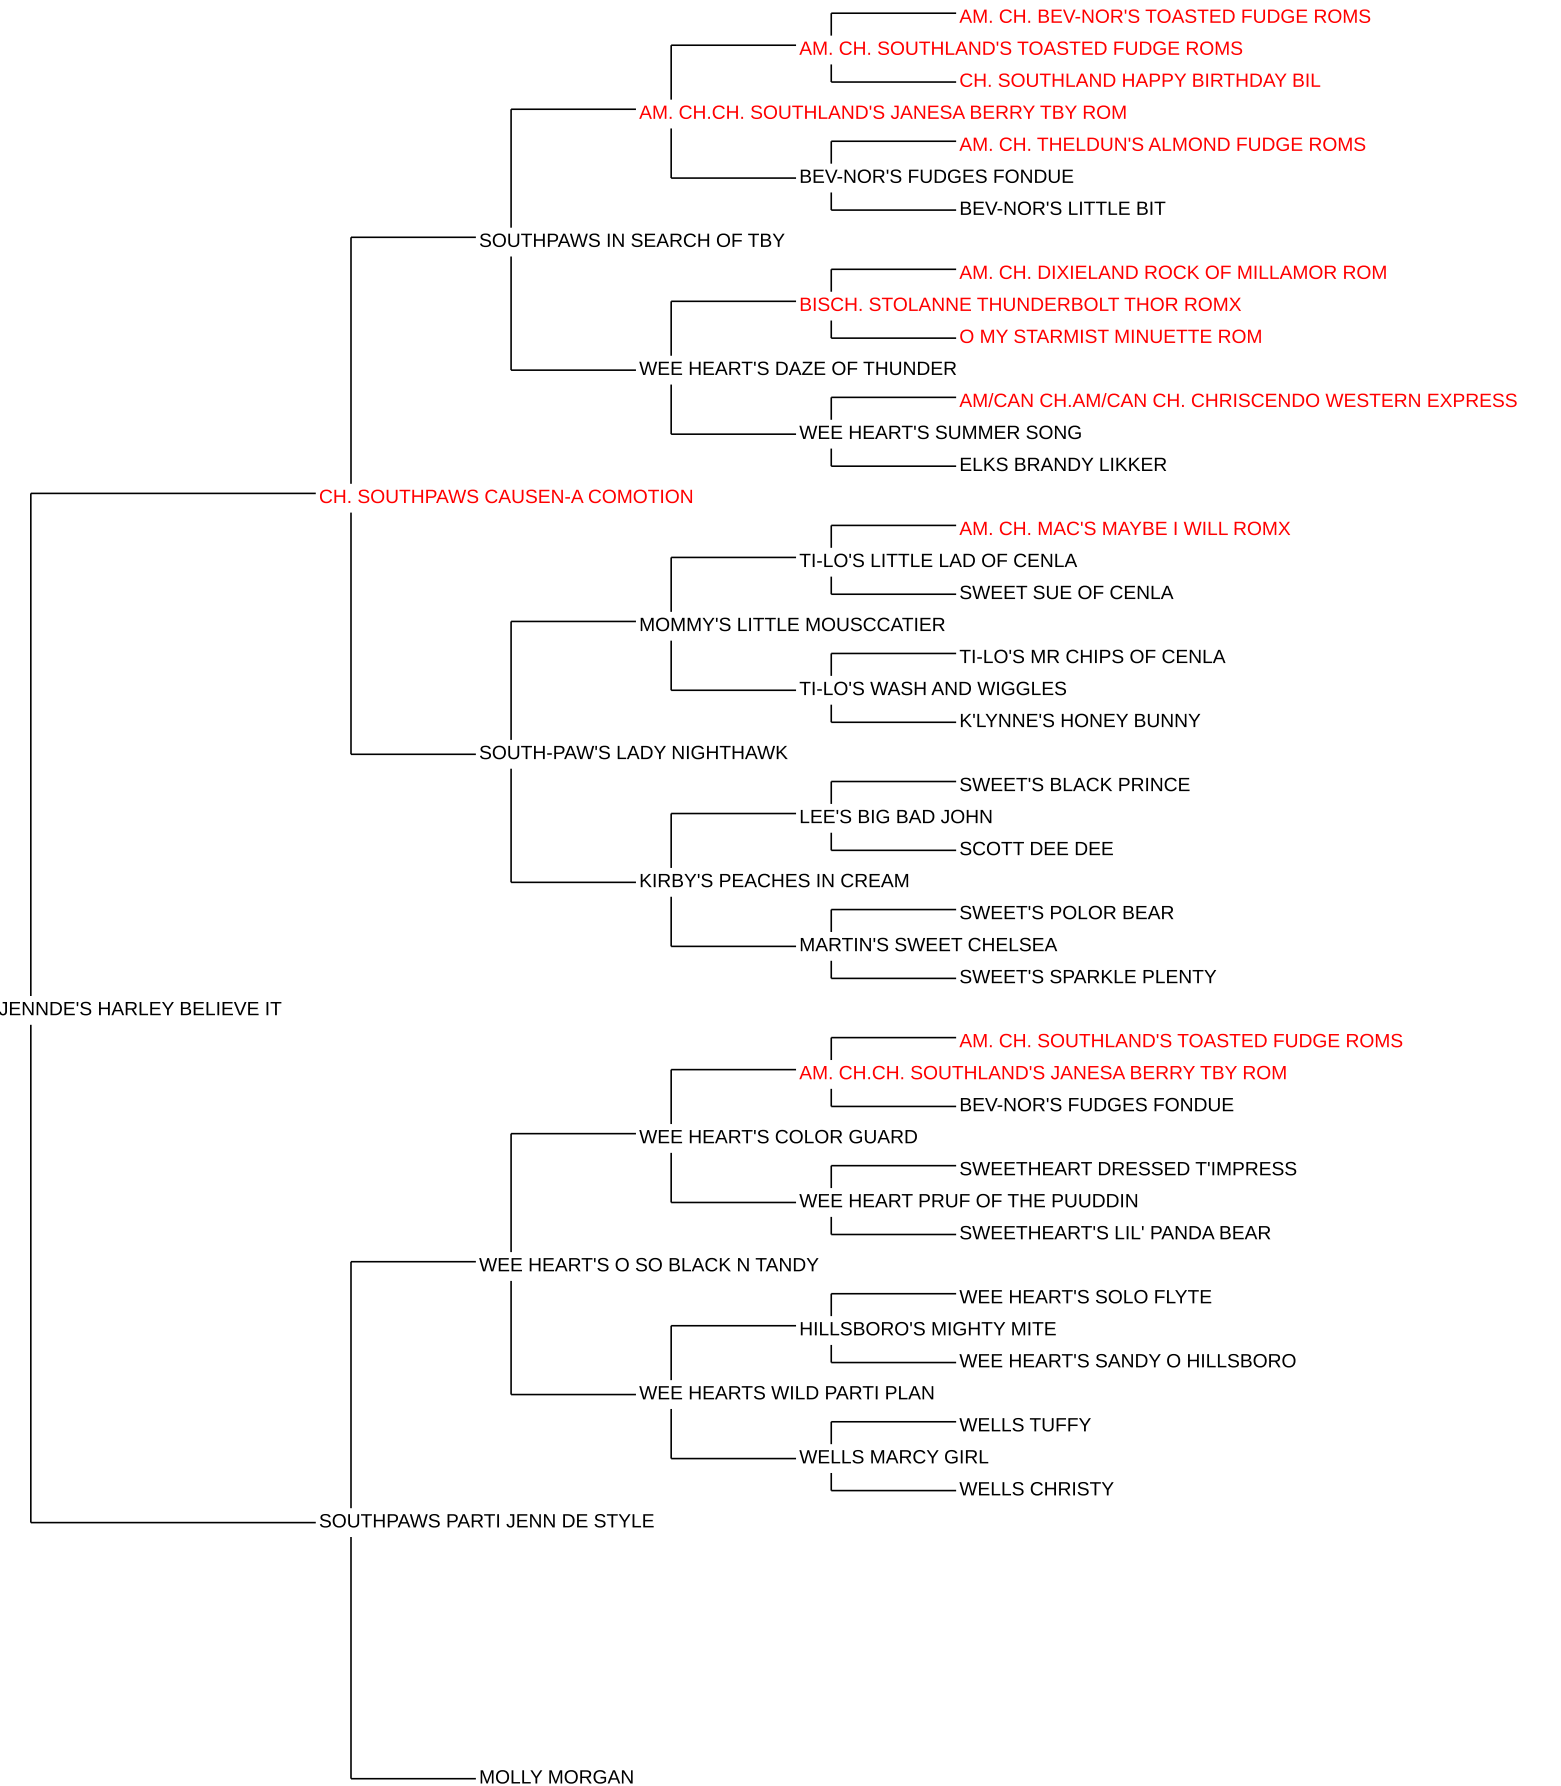 AM. CH. BEV-NOR'S TOASTED FUDGE ROMS
AM. CH. SOUTHLAND'S TOASTED FUDGE ROMS
CH. SOUTHLAND HAPPY BIRTHDAY BIL
AM. CH.CH. SOUTHLAND'S JANESA BERRY TBY ROM
AM. CH. THELDUN'S ALMOND FUDGE ROMS
BEV-NOR'S FUDGES FONDUE
BEV-NOR'S LITTLE BIT
SOUTHPAWS IN SEARCH OF TBY
AM. CH. DIXIELAND ROCK OF MILLAMOR ROM
BISCH. STOLANNE THUNDERBOLT THOR ROMX
O MY STARMIST MINUETTE ROM
WEE HEART'S DAZE OF THUNDER
AM/CAN CH.AM/CAN CH. CHRISCENDO WESTERN EXPRESS
WEE HEART'S SUMMER SONG
ELKS BRANDY LIKKER
CH. SOUTHPAWS CAUSEN-A COMOTION
AM. CH. MAC'S MAYBE I WILL ROMX
TI-LO'S LITTLE LAD OF CENLA
SWEET SUE OF CENLA
MOMMY'S LITTLE MOUSCCATIER
TI-LO'S MR CHIPS OF CENLA
TI-LO'S WASH AND WIGGLES
K'LYNNE'S HONEY BUNNY
SOUTH-PAW'S LADY NIGHTHAWK
SWEET'S BLACK PRINCE
LEE'S BIG BAD JOHN
SCOTT DEE DEE
KIRBY'S PEACHES IN CREAM
SWEET'S POLOR BEAR
MARTIN'S SWEET CHELSEA
SWEET'S SPARKLE PLENTY
JENNDE'S HARLEY BELIEVE IT
AM. CH. SOUTHLAND'S TOASTED FUDGE ROMS
AM. CH.CH. SOUTHLAND'S JANESA BERRY TBY ROM
BEV-NOR'S FUDGES FONDUE
WEE HEART'S COLOR GUARD
SWEETHEART DRESSED T'IMPRESS
WEE HEART PRUF OF THE PUUDDIN
SWEETHEART'S LIL' PANDA BEAR
WEE HEART'S O SO BLACK N TANDY
WEE HEART'S SOLO FLYTE
HILLSBORO'S MIGHTY MITE
WEE HEART'S SANDY O HILLSBORO
WEE HEARTS WILD PARTI PLAN
WELLS TUFFY
WELLS MARCY GIRL
WELLS CHRISTY
SOUTHPAWS PARTI JENN DE STYLE
MOLLY MORGAN